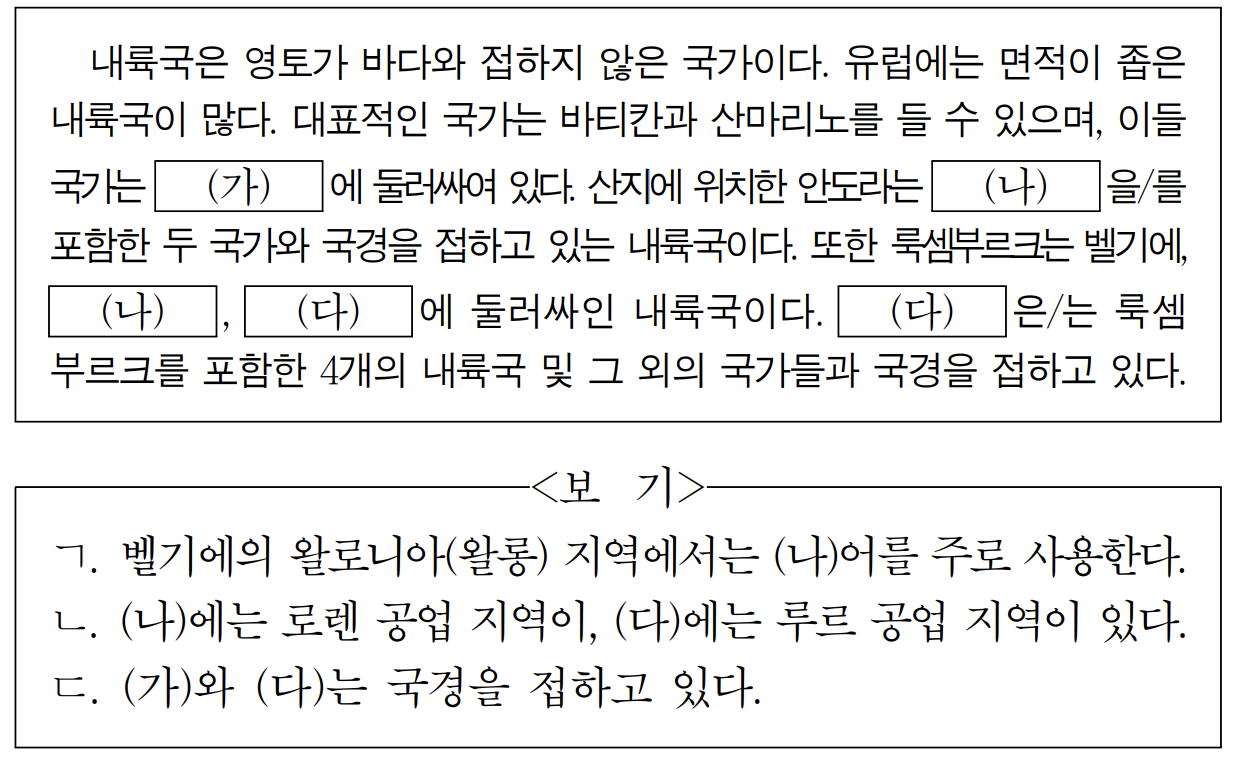 내륙국은 영토가 바다와 접하지 않은 국가이다. 유럽에는 면적이 좁은
내륙국이 많다. 대표적인 국가는 바티칸과 산마리노를 들 수 있으며, 이들
국가는 (가) 에 둘러싸여 있다. 산지에 위치한 안도라는 (나) 을/를
포함한 두 국가와 국경을 접하고 있는 내륙국이다. 또한 룩셈부르크는 벨기에,
(나) , (다) 에 둘러싸인 내륙국이다. (다) 은/는 룩셈
부르크를 포함한 4개의 내륙국 및 그 외의 국가들과 국경을 접하고 있다.
<보 기>
ㄱ. 벨기에의 왈로니아(왈롱) 지역에서는 (나)어를 주로 사용한다.
ㄴ. (나)에는 로렌 공업 지역이, (다)에는 루르 공업 지역이 있다.
ㄷ. (가)와 (다)는 국경을 접하고 있다.